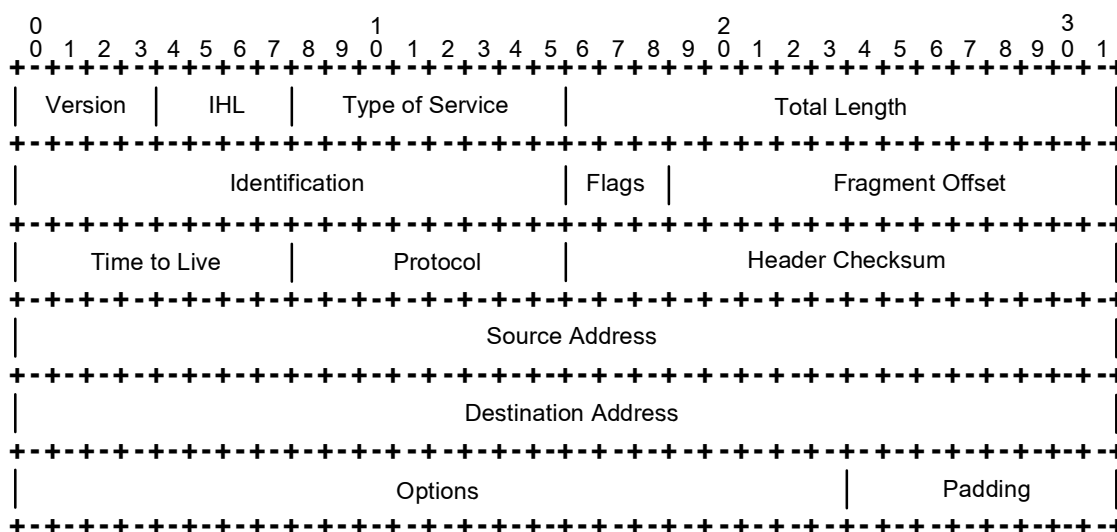 0 1 2 3
0 1 2 3 4 5 6 7 8 9 0 1 2 3 4 5 6 7 8 9 0 1 2 3 4 5 6 7 8 9 0 1
+-+-+-+-+-+-+-+-+-+-+-+-+-+-+-+-+-+-+-+-+-+-+-+-+-+-+-+-+-+-+-+-+
|Version| IHL |Type of Service| Total Length |
+-+-+-+-+-+-+-+-+-+-+-+-+-+-+-+-+-+-+-+-+-+-+-+-+-+-+-+-+-+-+-+-+
| Identification |Flags| Fragment Offset |
+-+-+-+-+-+-+-+-+-+-+-+-+-+-+-+-+-+-+-+-+-+-+-+-+-+-+-+-+-+-+-+-+
| Time to Live | Protocol | Header Checksum |
+-+-+-+-+-+-+-+-+-+-+-+-+-+-+-+-+-+-+-+-+-+-+-+-+-+-+-+-+-+-+-+-+
| Source Address |
+-+-+-+-+-+-+-+-+-+-+-+-+-+-+-+-+-+-+-+-+-+-+-+-+-+-+-+-+-+-+-+-+
| Destination Address |
+-+-+-+-+-+-+-+-+-+-+-+-+-+-+-+-+-+-+-+-+-+-+-+-+-+-+-+-+-+-+-+-+
| Options | Padding |
+-+-+-+-+-+-+-+-+-+-+-+-+-+-+-+-+-+-+-+-+-+-+-+-+-+-+-+-+-+-+-+-+